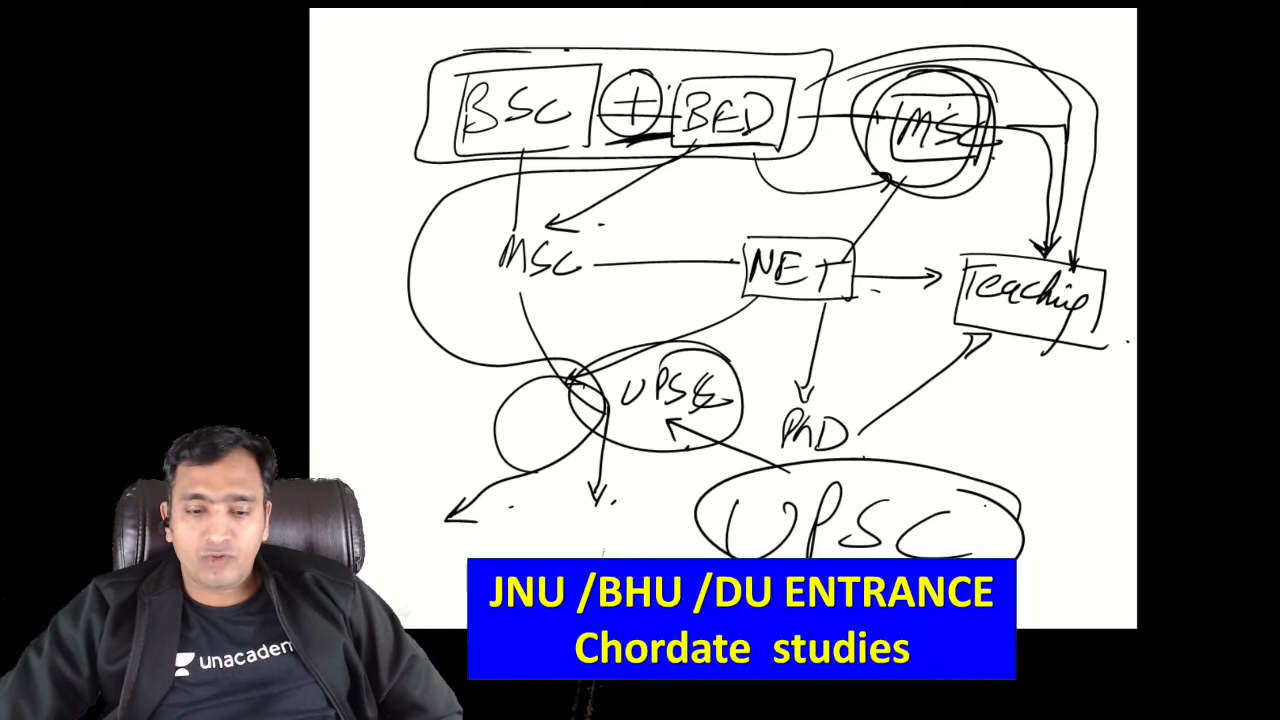 BSC + BED MSC
MSC NET Teaching
UPSC
PhD
UPSC
JNU /BHU /DU ENTRANCE
Chordate studies
unacadem